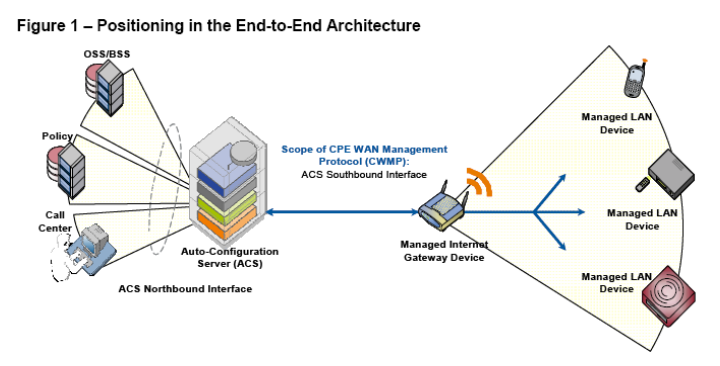 Figure 1 – Positioning in the End-to-End Architecture
OSS/BSS
Policy
Call
Center
Scope of CPE WAN Management
Protocol (CWMP):
ACS Southbound Interface
Auto-Configuration
Server (ACS)
ACS Northbound Interface
Managed Internet
Gateway Device
Managed LAN
Device
Managed LAN
Device
Managed LAN
Device